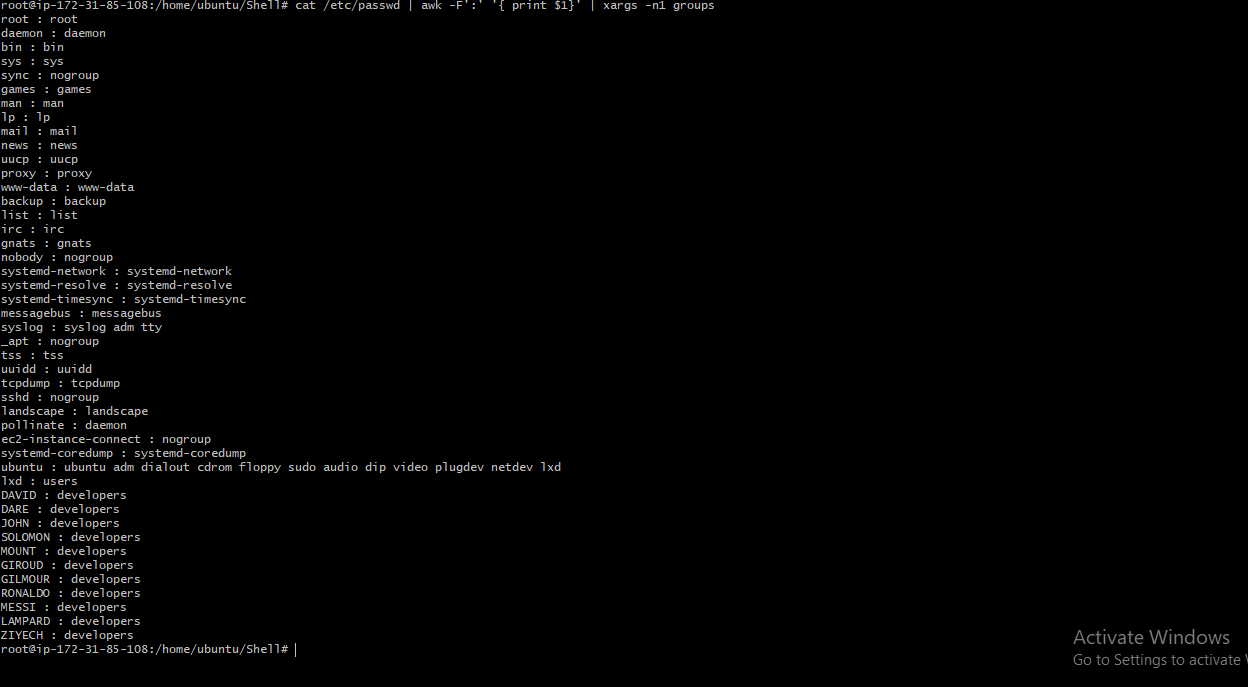 root@ip-172-31-85-108:/home/ubuntu/Shell# cat /etc/passwd | awk -F':' '{ print $1}' | xargs -n1 groups
root : root
daemon : daemon
bin : bin
sys : sys
sync : nogroup
games : games
man : man
lp : lp
mail : mail
news : news
uucp : uucp
proxy : proxy
www-data : www-data
backup : backup
list : list
irc : irc
gnats : gnats
nobody : nogroup
systemd-network : systemd-network
systemd-resolve : systemd-resolve
systemd-timesync : systemd-timesync
messagebus : messagebus
syslog : syslog adm tty
_apt : nogroup
tss : tss
uuidd : uuidd
tcpdump : tcpdump
sshd : nogroup
landscape : landscape
pollinate : daemon
ec2-instance-connect : nogroup
systemd-coredump : systemd-coredump
ubuntu : ubuntu adm dialout cdrom floppy sudo audio dip video plugdev netdev lxd
lxd : users
DAVID : developers
DARE : developers
JOHN : developers
SOLOMON : developers
MOUNT : developers
GIROUD : developers
GILMOUR : developers
RONALDO : developers
MESSI : developers
LAMPARD : developers
ZIYECH : developers
root@ip-172-31-85-108:/home/ubuntu/Shell#
Activate Windows
Go to Settings to activate W